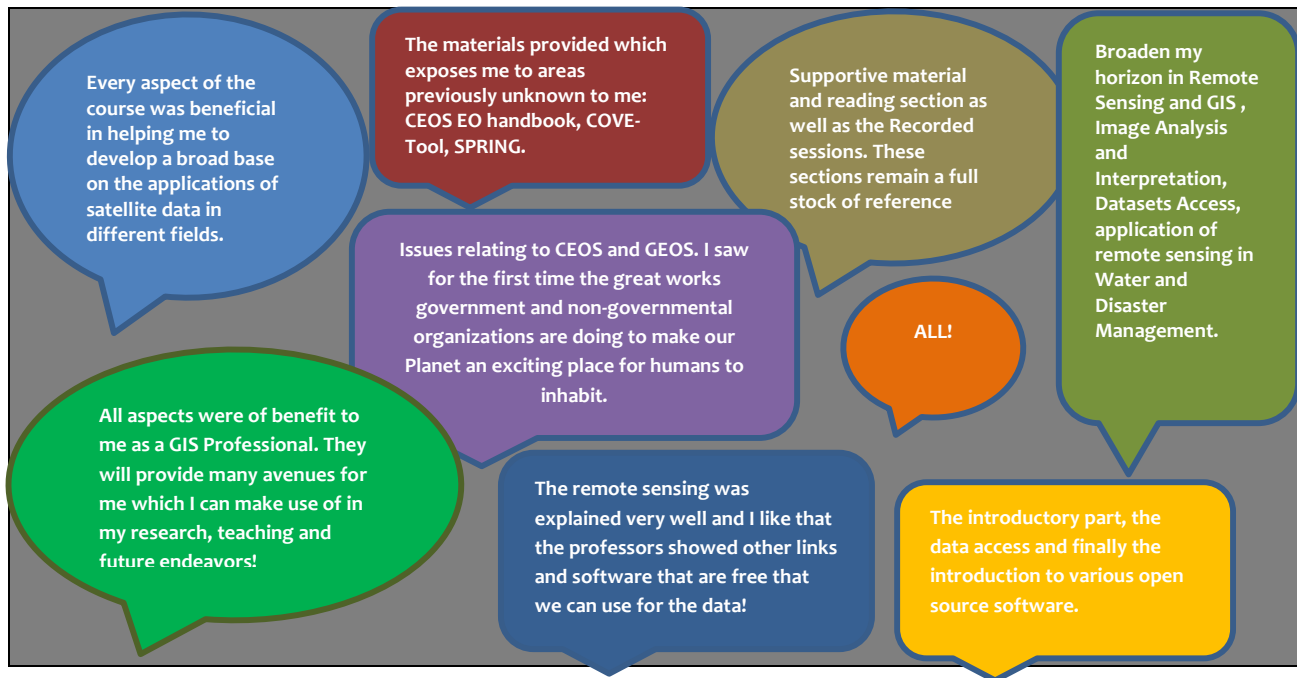 Every aspect of the
course was beneficial
in helping me to
develop a broad base
on the applications of
satellite data in
different fields.
The materials provided which
exposes me to areas
previously unknown to me:
CEOS EO handbook, COVE-
Tool, SPRING.
Supportive material
and reading section as
well as the Recorded
sessions. These
sections remain a full
stock of reference
Broaden my
horizon in Remote
Sensing and GIS ,
Image Analysis
and
Interpretation,
Datasets Access,
application of
remote sensing in
Water and
Disaster
Management.
Issues relating to CEOS and GEOS. I saw
for the first time the great works
government and non-governmental
organizations are doing to make our
Planet an exciting place for humans to
inhabit.
ALL!
All aspects were of benefit to
me as a GIS Professional. They
will provide many avenues for
me which I can make use of in
my research, teaching and
future endeavors!
The remote sensing was
explained very well and I like that
the professors showed other links
and software that are free that
we can use for the data!
The introductory part, the
data access and finally the
introduction to various open
source software.